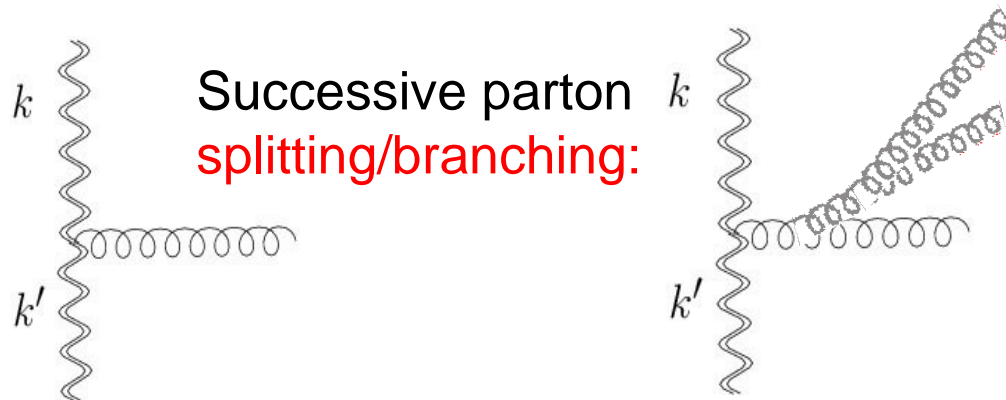 k
Successive parton
splitting/branching:
k
k′
k′